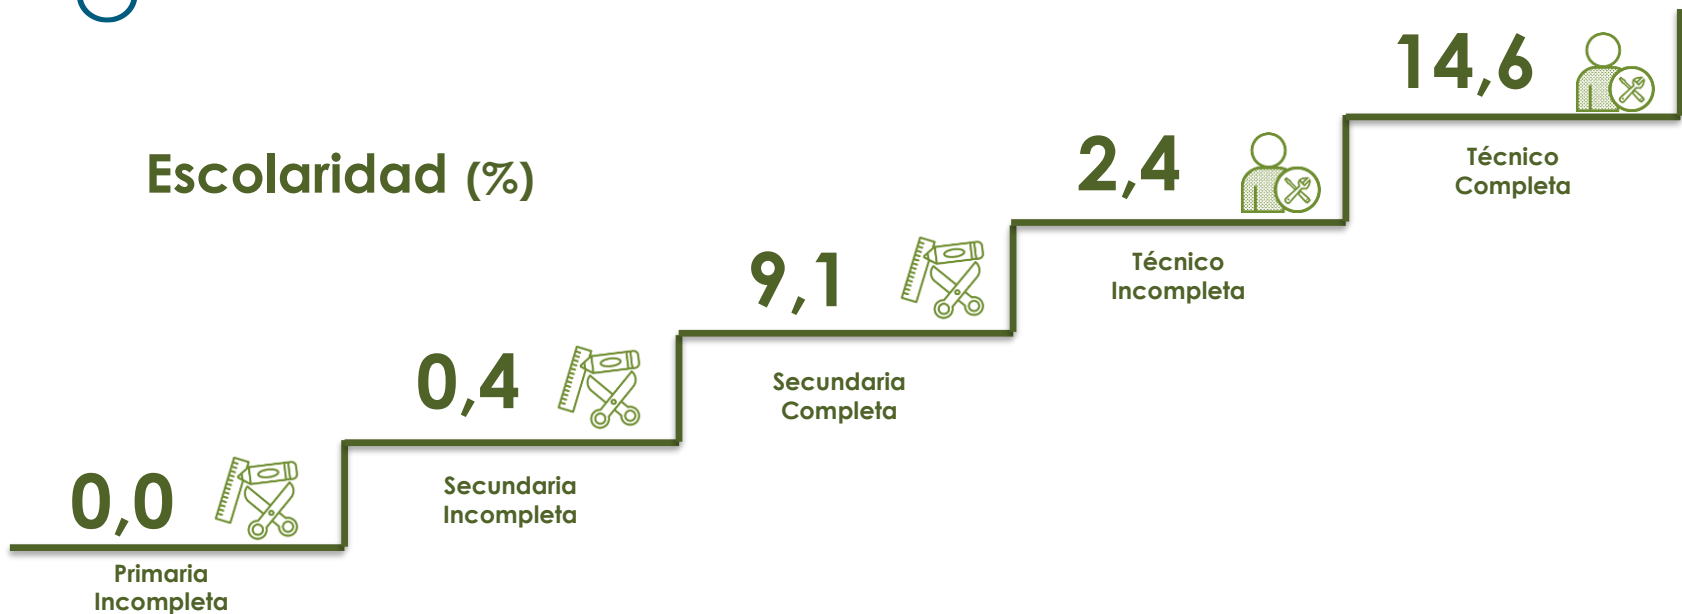 Escolaridad (%)
0,0
Primaria
Incompleta
0,4
Secundaria
Incompleta
9,1
Secundaria
Completa
2,4
Técnico
Incompleta
14,6
Técnico
Completa